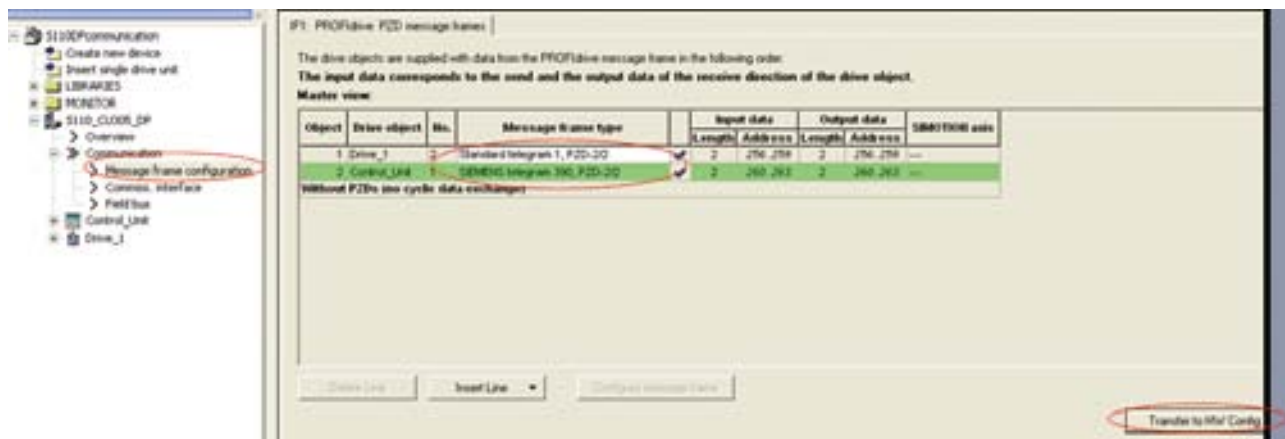 S110DPcommunication
Create new device
Insert single drive unit
LIBRARIES
MONITOR
S110_CU305_DP
Overview
Communication
Message frame configuration
Commiss. interface
Field bus
Control_Unit
Drive_1
IF1: PROFIdrive PZD message frames
The drive objects are supplied with data from the PROFIdrive message frame in the following order:
The input data corresponds to the send and the output data of the receive direction of the drive object.
Master view:
Object Drive object No. Message frame type Input data Output data SIMOTION axis
Length Address Length Address
1 Drive_1 2 Standard telegram 1, PZD-2/2 2 256..259 2 256..259 ---
2 Control_Unit 1 SIEMENS telegram 390, PZD-2/2 2 260..263 2 260..263 ---
Without PZDs (no cyclic data exchange)
Delete Line Insert Line Configure message frame
Transfer to HW Config